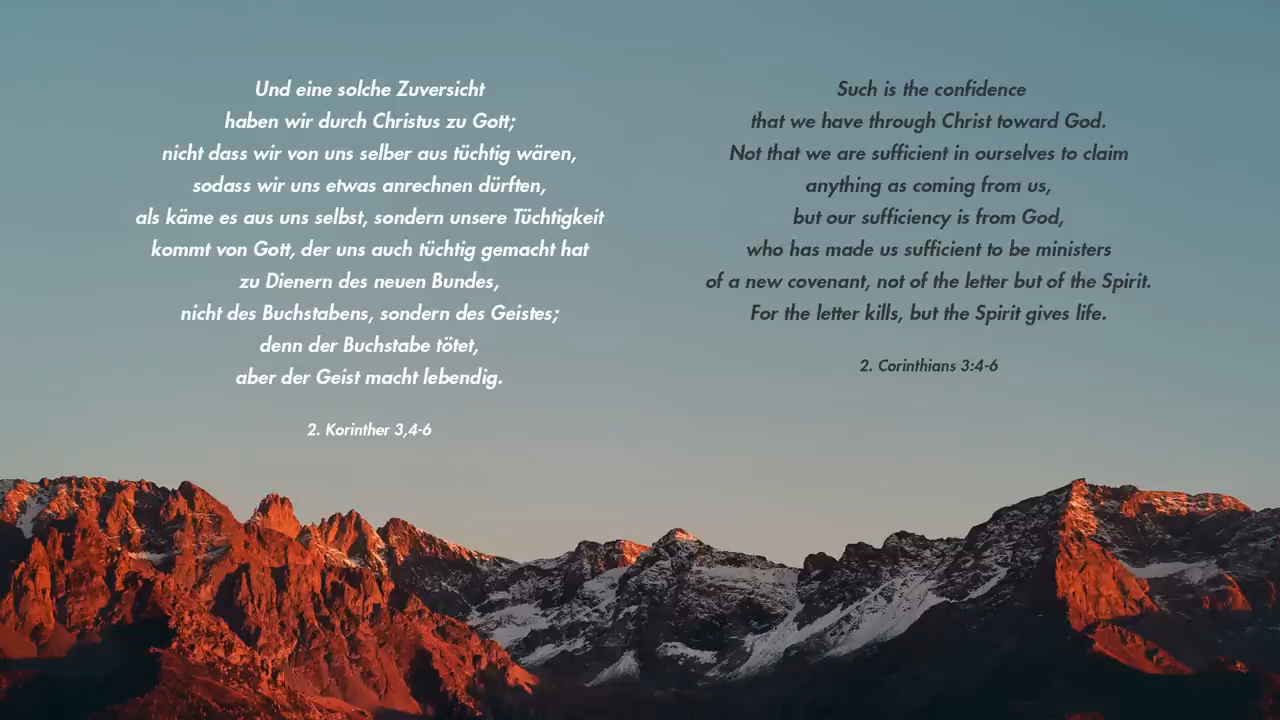 Und eine solche Zuversicht
haben wir durch Christus zu Gott;
nicht dass wir von uns selber aus tüchtig wären,
sodass wir uns etwas anrechnen dürften,
als käme es aus uns selbst, sondern unsere Tüchtigkeit
kommt von Gott, der uns auch tüchtig gemacht hat
zu Dienern des neuen Bundes,
nicht des Buchstabens, sondern des Geistes;
denn der Buchstabe tötet,
aber der Geist macht lebendig.
2. Korinther 3,4-6
Such is the confidence
that we have through Christ toward God.
Not that we are sufficient in ourselves to claim
anything as coming from us,
but our sufficiency is from God,
who has made us sufficient to be ministers
of a new covenant, not of the letter but of the Spirit.
For the letter kills, but the Spirit gives life.
2. Corinthians 3:4-6